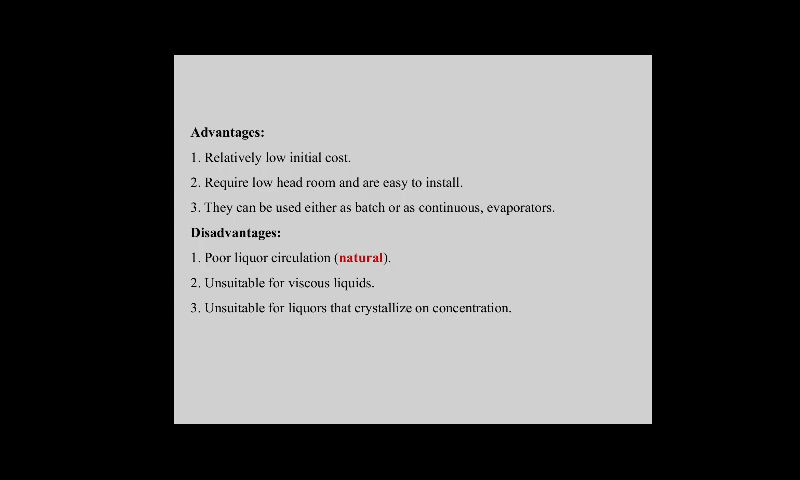 Advantages:
1. Relatively low initial cost.
2. Require low head room and are easy to install.
3. They can be used either as batch or as continuous, evaporators.
Disadvantages:
1. Poor liquor circulation (natural).
2. Unsuitable for viscous liquids.
3. Unsuitable for liquors that crystallize on concentration.